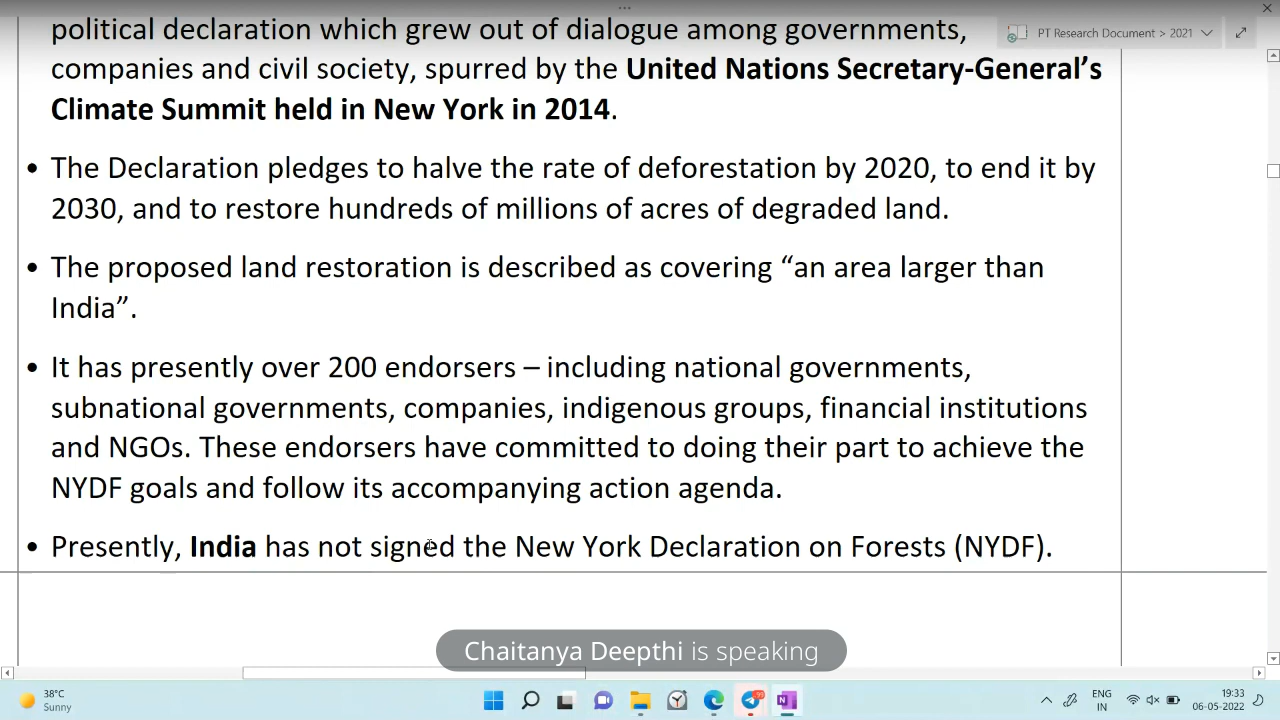 political declaration which grew out of dialogue among governments,
PT Research Document > 2021
companies and civil society, spurred by the United Nations Secretary-General’s
Climate Summit held in New York in 2014.
• The Declaration pledges to halve the rate of deforestation by 2020, to end it by
2030, and to restore hundreds of millions of acres of degraded land.
• The proposed land restoration is described as covering “an area larger than
India”.
• It has presently over 200 endorsers – including national governments,
subnational governments, companies, indigenous groups, financial institutions
and NGOs. These endorsers have committed to doing their part to achieve the
NYDF goals and follow its accompanying action agenda.
• Presently, India has not signed the New York Declaration on Forests (NYDF).
Chaitanya Deepthi is speaking
38°C
Sunny
ENG
IN
19:33
06-05-2022